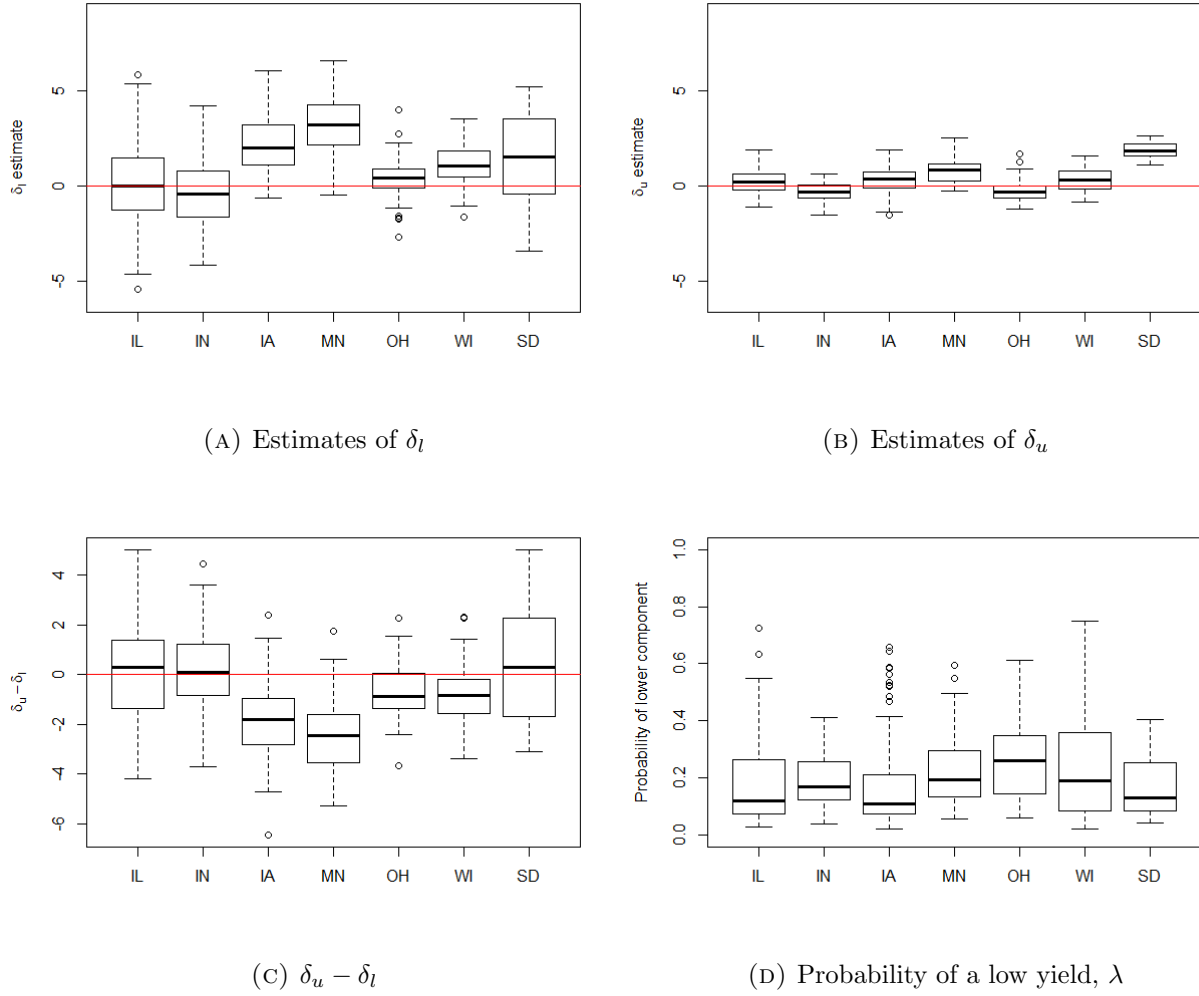 δl estimate
5
0
-5
IL IN IA MN OH WI SD
(A) Estimates of δl
δu estimate
5
0
-5
IL IN IA MN OH WI SD
(B) Estimates of δu
δu − δl
4
2
0
-2
-4
-6
IL IN IA MN OH WI SD
(C) δu − δl
Probability of lower component
1.0
0.8
0.6
0.4
0.2
0.0
IL IN IA MN OH WI SD
(D) Probability of a low yield, λ